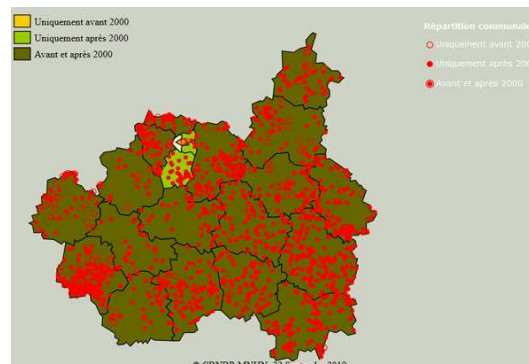 Uniquement avant 2000
Uniquement après 2000
Avant et après 2000
Répartition communale
Uniquement avant 200
Uniquement après 200
Avant et après 2000